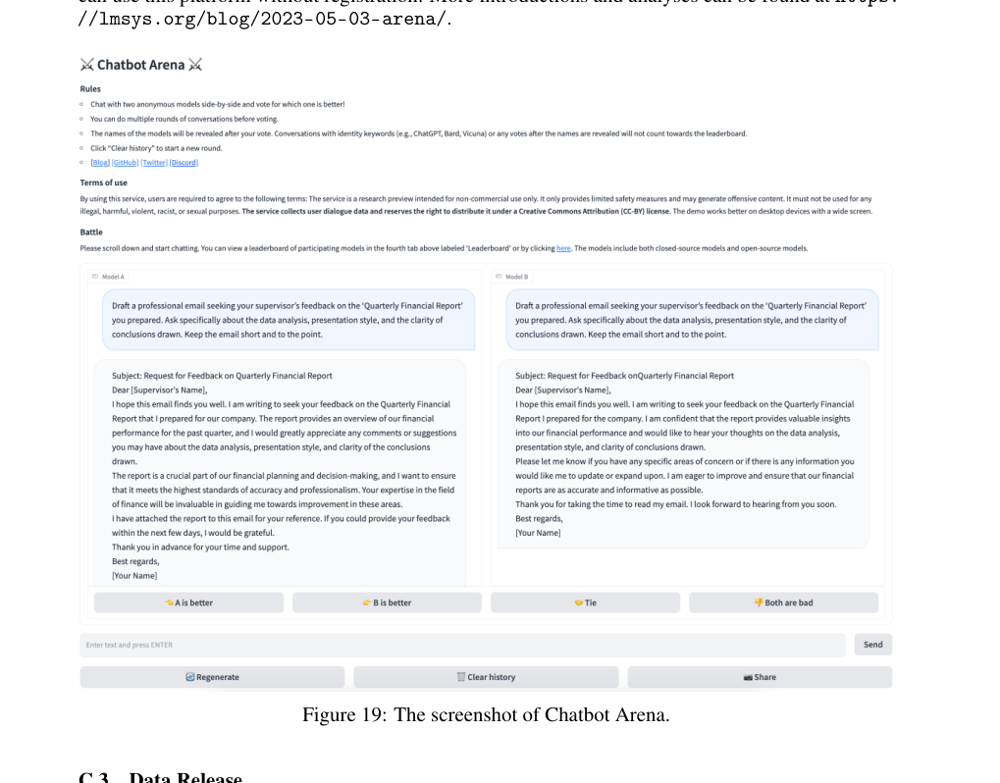 can use this platform without registration. More introductions and analyses can be found at https:
//lmsys.org/blog/2023-05-03-arena/.
⚔ Chatbot Arena ⚔
Rules
Chat with two anonymous models side-by-side and vote for which one is better!
You can do multiple rounds of conversations before voting.
The names of the models will be revealed after your vote. Conversations with identity keywords (e.g., ChatGPT, Bard, Vicuna) or any votes after the names are revealed will not count towards the leaderboard.
Click "Clear history" to start a new round.
[Blog] [GitHub] [Twitter] [Discord]
Terms of use
By using this service, users are required to agree to the following terms: The service is a research preview intended for non-commercial use only. It only provides limited safety measures and may generate offensive content. It must not be used for any
illegal, harmful, violent, racist, or sexual purposes. The service collects user dialogue data and reserves the right to distribute it under a Creative Commons Attribution (CC-BY) license. The demo works better on desktop devices with a wide screen.
Battle
Please scroll down and start chatting. You can view a leaderboard of participating models in the fourth tab above labeled 'Leaderboard' or by clicking here. The models include both closed-source models and open-source models.
Model A
Draft a professional email seeking your supervisor's feedback on the 'Quarterly Financial Report'
you prepared. Ask specifically about the data analysis, presentation style, and the clarity of
conclusions drawn. Keep the email short and to the point.
Subject: Request for Feedback on Quarterly Financial Report
Dear [Supervisor's Name],
I hope this email finds you well. I am writing to seek your feedback on the Quarterly Financial
Report that I prepared for our company. The report provides an overview of our financial
performance for the past quarter, and I would greatly appreciate any comments or suggestions
you may have about the data analysis, presentation style, and clarity of the conclusions
drawn.
The report is a crucial part of our financial planning and decision-making, and I want to ensure
that it meets the highest standards of accuracy and professionalism. Your expertise in the field
of finance will be invaluable in guiding me towards improvement in these areas.
I have attached the report to this email for your reference. If you could provide your feedback
within the next few days, I would be grateful.
Thank you in advance for your time and support.
Best regards,
[Your Name]
Model B
Draft a professional email seeking your supervisor's feedback on the 'Quarterly Financial Report'
you prepared. Ask specifically about the data analysis, presentation style, and the clarity of
conclusions drawn. Keep the email short and to the point.
Subject: Request for Feedback onQuarterly Financial Report
Dear [Supervisor's Name],
I hope this email finds you well. I am writing to seek your feedback on the Quarterly Financial
Report I prepared for the company. I am confident that the report provides valuable insights
into our financial performance and would like to hear your thoughts on the data analysis,
presentation style, and clarity of conclusions drawn.
Please let me know if you have any specific areas of concern or if there is any information you
would like me to update or expand upon. I am eager to improve and ensure that our financial
reports are as accurate and informative as possible.
Thank you for taking the time to read my email. I look forward to hearing from you soon.
Best regards,
[Your Name]
👈 A is better
👉 B is better
🤝 Tie
👎 Both are bad
Enter text and press ENTER
Send
🔄 Regenerate
🗑 Clear history
📷 Share
Figure 19: The screenshot of Chatbot Arena.
C.3 Data Release